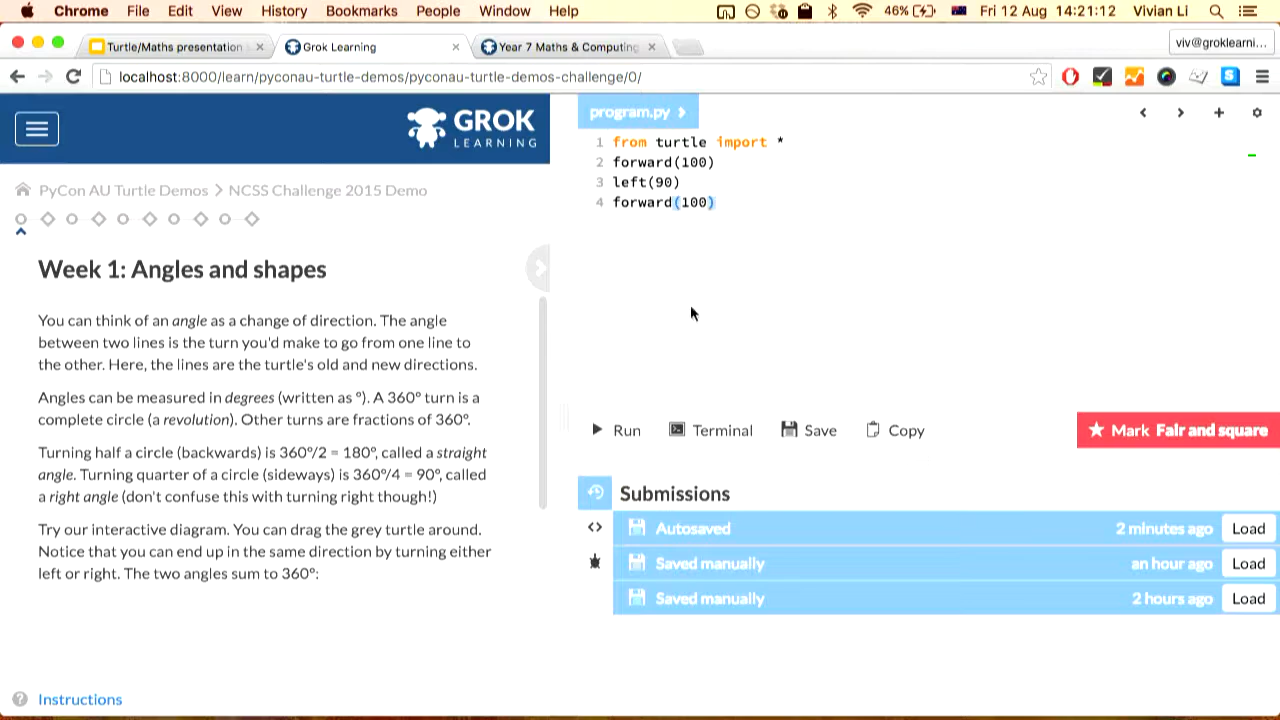 Chrome File Edit View History Bookmarks People Window Help 46% Fri 12 Aug 14:21:12 Vivian Li
Turtle/Maths presentation
Grok Learning
Year 7 Maths & Computing
viv@groklearni...
localhost:8000/learn/pyconau-turtle-demos/pyconau-turtle-demos-challenge/0/
GROK
LEARNING
PyCon AU Turtle Demos > NCSS Challenge 2015 Demo
Week 1: Angles and shapes
You can think of an angle as a change of direction. The angle
between two lines is the turn you'd make to go from one line to
the other. Here, the lines are the turtle's old and new directions.
Angles can be measured in degrees (written as °). A 360° turn is a
complete circle (a revolution). Other turns are fractions of 360°.
Turning half a circle (backwards) is 360°/2 = 180°, called a straight
angle. Turning quarter of a circle (sideways) is 360°/4 = 90°, called
a right angle (don't confuse this with turning right though!)
Try our interactive diagram. You can drag the grey turtle around.
Notice that you can end up in the same direction by turning either
left or right. The two angles sum to 360°:
Instructions
program.py
1 from turtle import *
2 forward(100)
3 left(90)
4 forward(100)
Run Terminal Save Copy Mark Fair and square
Submissions
Autosaved 2 minutes ago Load
Saved manually an hour ago Load
Saved manually 2 hours ago Load